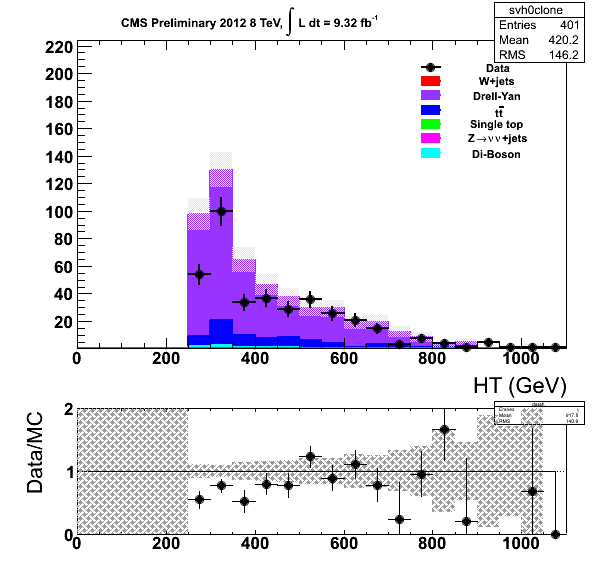 CMS Preliminary 2012 8 TeV, ∫ L dt = 9.32 fb⁻¹
svh0clone
Entries 401
Mean 420.2
RMS 146.2
220
200
180
160
140
120
100
80
60
40
20
Data
W+jets
Drell-Yan
tt̅
Single top
Z→νν+jets
Di-Boson
0 200 400 600 800 1000
HT (GeV)
Data/MC
2
1
0
Entries
Mean
RMS
0 200 400 600 800 1000